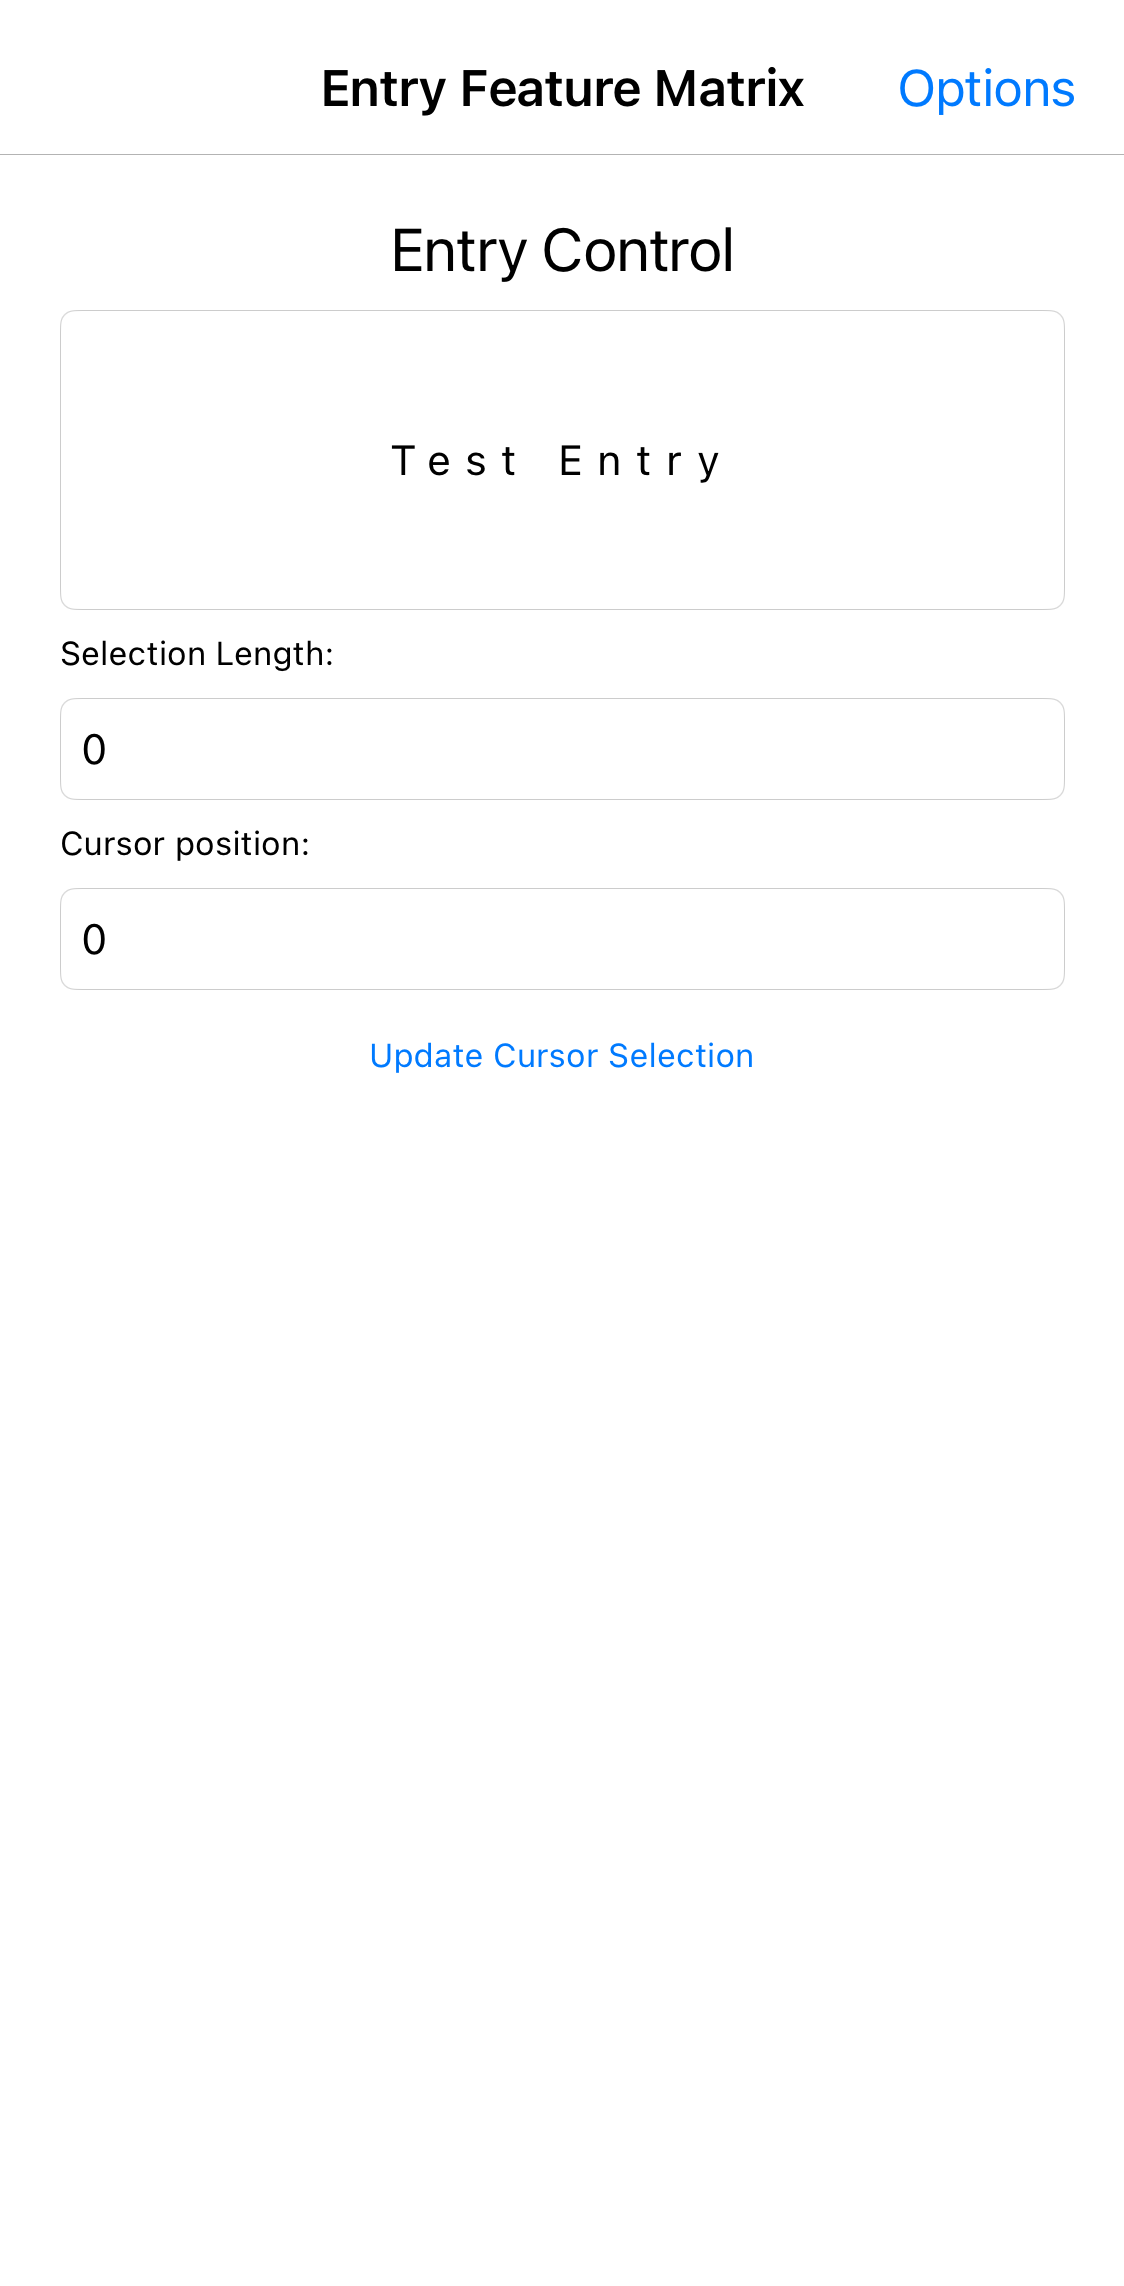 Entry Feature Matrix
Options
Entry Control
Test Entry
Selection Length:
0
Cursor position:
0
Update Cursor Selection